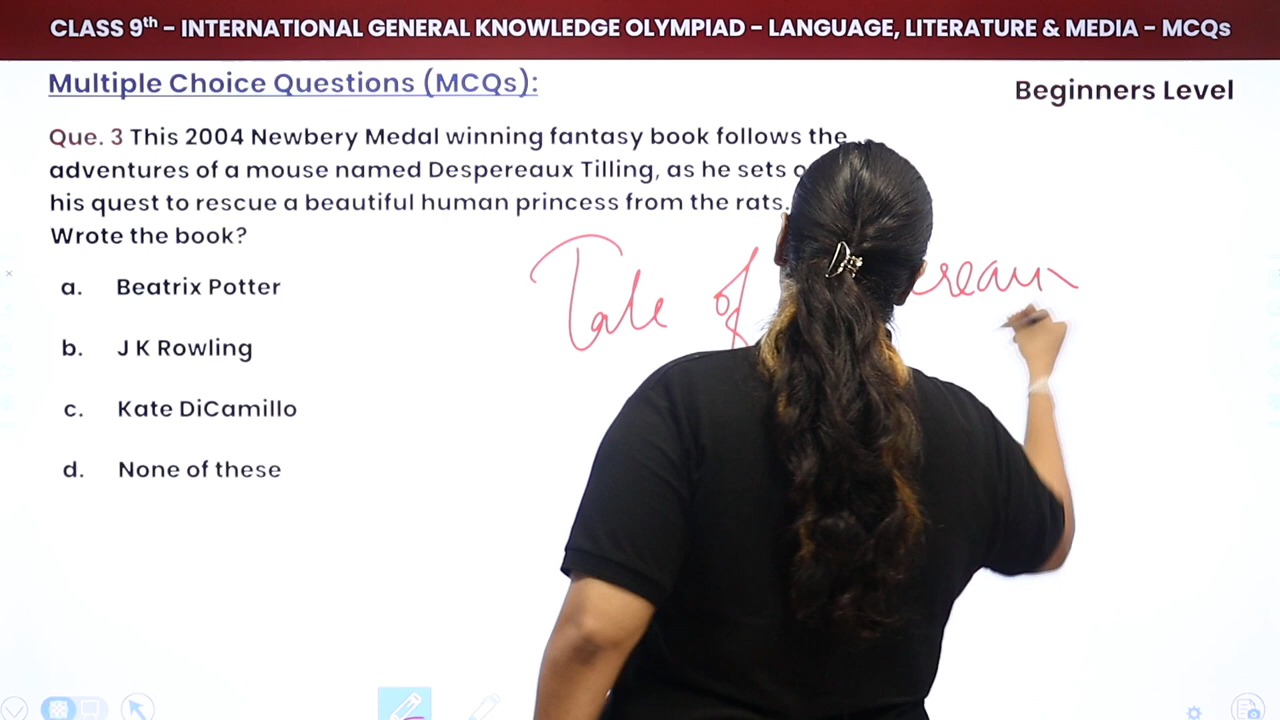 CLASS 9th - INTERNATIONAL GENERAL KNOWLEDGE OLYMPIAD - LANGUAGE, LITERATURE & MEDIA - MCQs
Multiple Choice Questions (MCQs):
Beginners Level
Que. 3 This 2004 Newbery Medal winning fantasy book follows the
adventures of a mouse named Despereaux Tilling, as he sets
his quest to rescue a beautiful human princess from the rats.
Wrote the book?
Tale of reaux
a. Beatrix Potter
b. J K Rowling
c. Kate DiCamillo
d. None of these